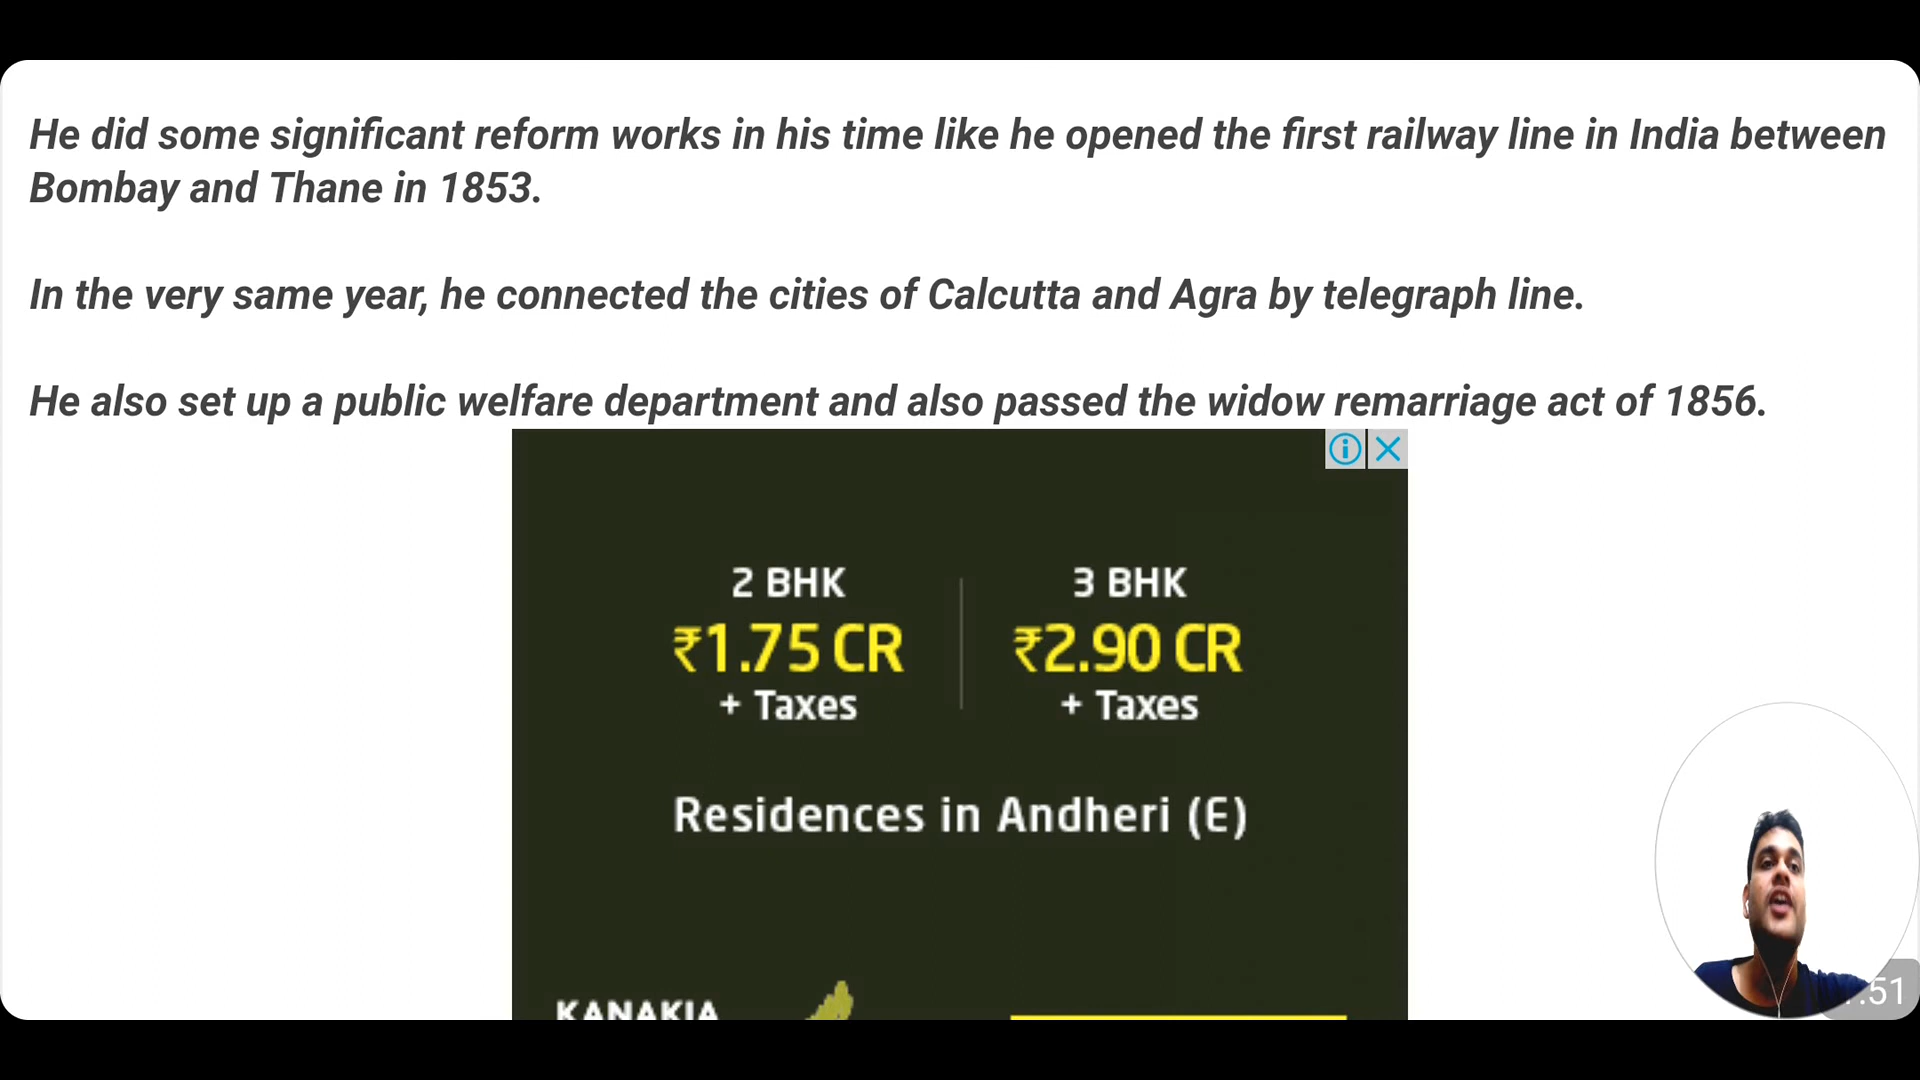 He did some significant reform works in his time like he opened the first railway line in India between
Bombay and Thane in 1853.
In the very same year, he connected the cities of Calcutta and Agra by telegraph line.
He also set up a public welfare department and also passed the widow remarriage act of 1856.
2 BHK
₹1.75 CR
+ Taxes
3 BHK
₹2.90 CR
+ Taxes
Residences in Andheri (E)
KANAKIA
:51